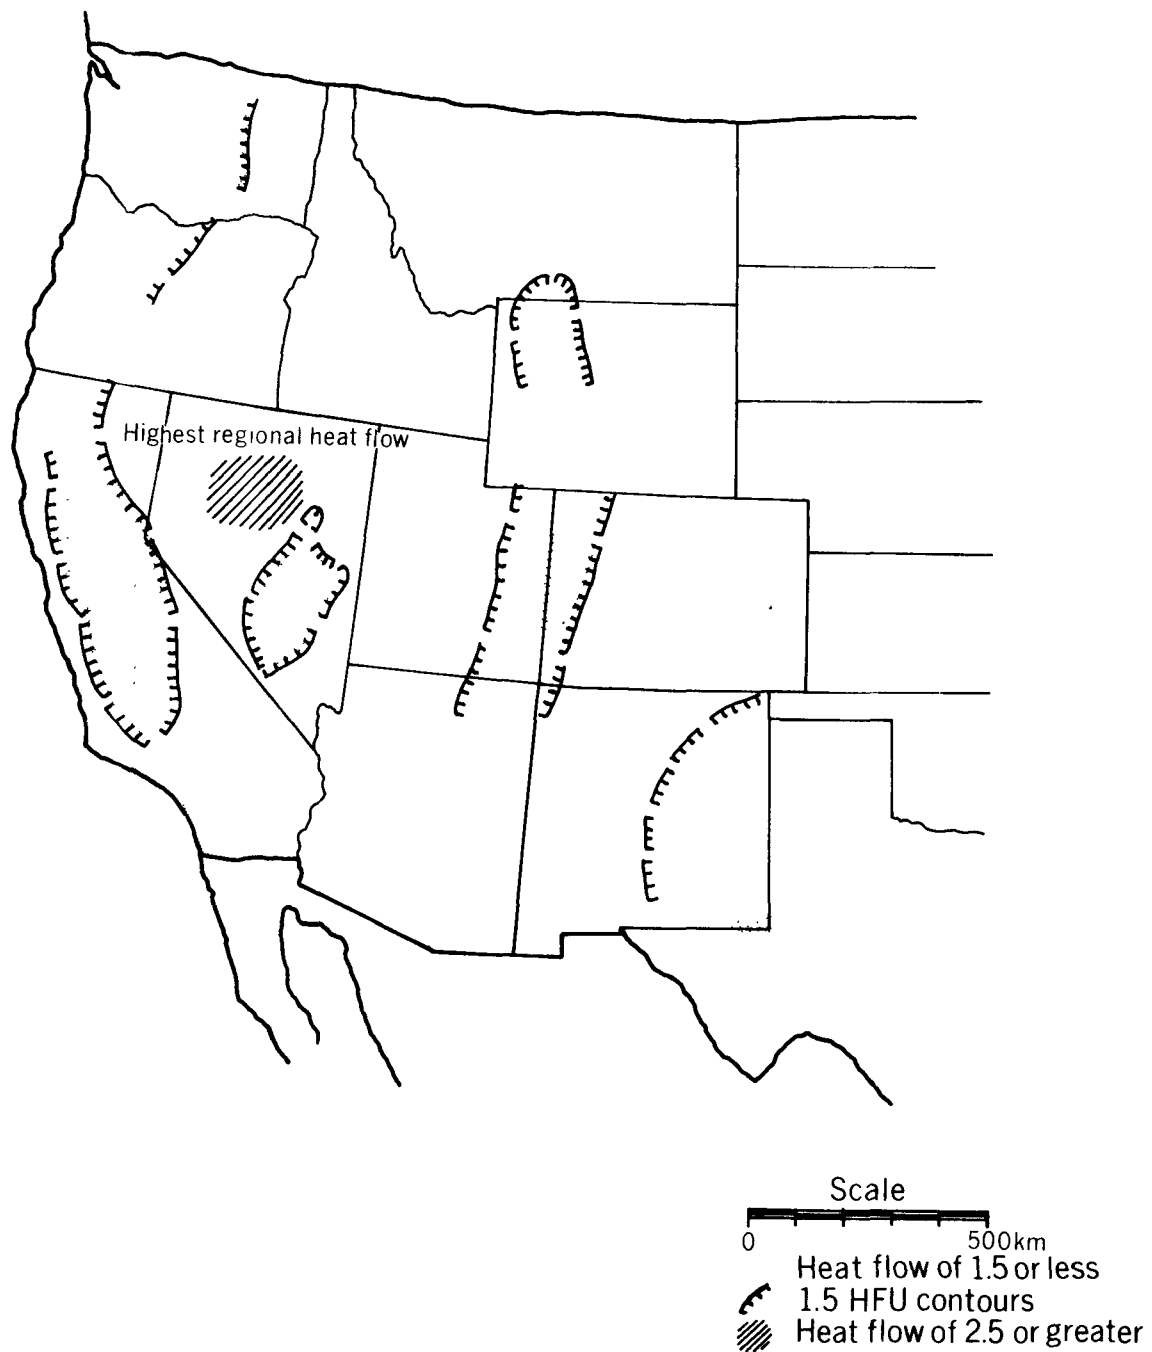 Highest regional heat flow
Scale
0 500km
Heat flow of 1.5 or less
1.5 HFU contours
Heat flow of 2.5 or greater